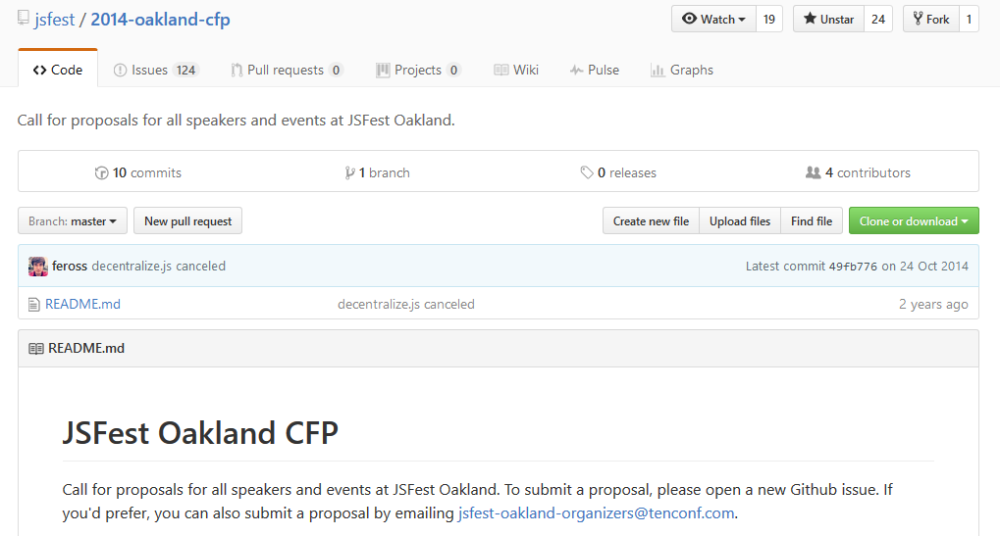 jsfest / 2014-oakland-cfp Watch 19 Unstar 24 Fork 1
Code Issues 124 Pull requests 0 Projects 0 Wiki Pulse Graphs
Call for proposals for all speakers and events at JSFest Oakland.
10 commits 1 branch 0 releases 4 contributors
Branch: master New pull request Create new file Upload files Find file Clone or download
feross decentralize.js canceled Latest commit 49fb776 on 24 Oct 2014
README.md decentralize.js canceled 2 years ago
README.md
JSFest Oakland CFP
Call for proposals for all speakers and events at JSFest Oakland. To submit a proposal, please open a new Github issue. If
you'd prefer, you can also submit a proposal by emailing jsfest-oakland-organizers@tenconf.com.